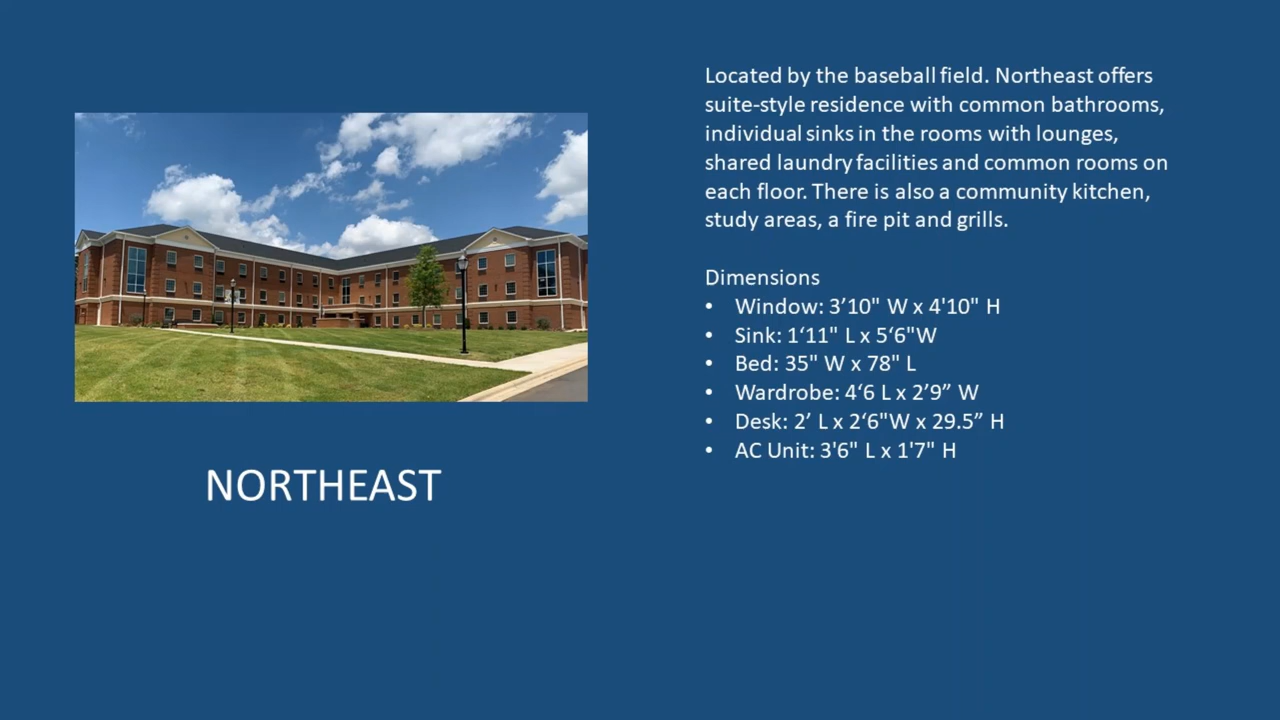 Located by the baseball field. Northeast offers
suite-style residence with common bathrooms,
individual sinks in the rooms with lounges,
shared laundry facilities and common rooms on
each floor. There is also a community kitchen,
study areas, a fire pit and grills.
Dimensions
• Window: 3’10" W x 4'10" H
• Sink: 1‘11" L x 5‘6"W
• Bed: 35" W x 78" L
• Wardrobe: 4‘6 L x 2’9” W
• Desk: 2’ L x 2‘6"W x 29.5” H
• AC Unit: 3'6" L x 1'7" H
NORTHEAST